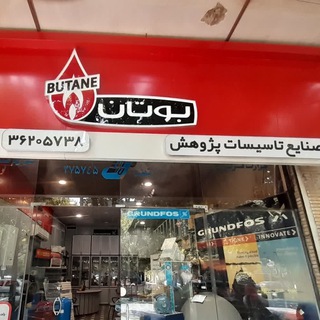 BUTANE
بوتان
صنایع تاسیسات پژوهش
۳۶۲۰۵۷۳۸
GRUNDFOS
GRUNDFOS
INNOVATE